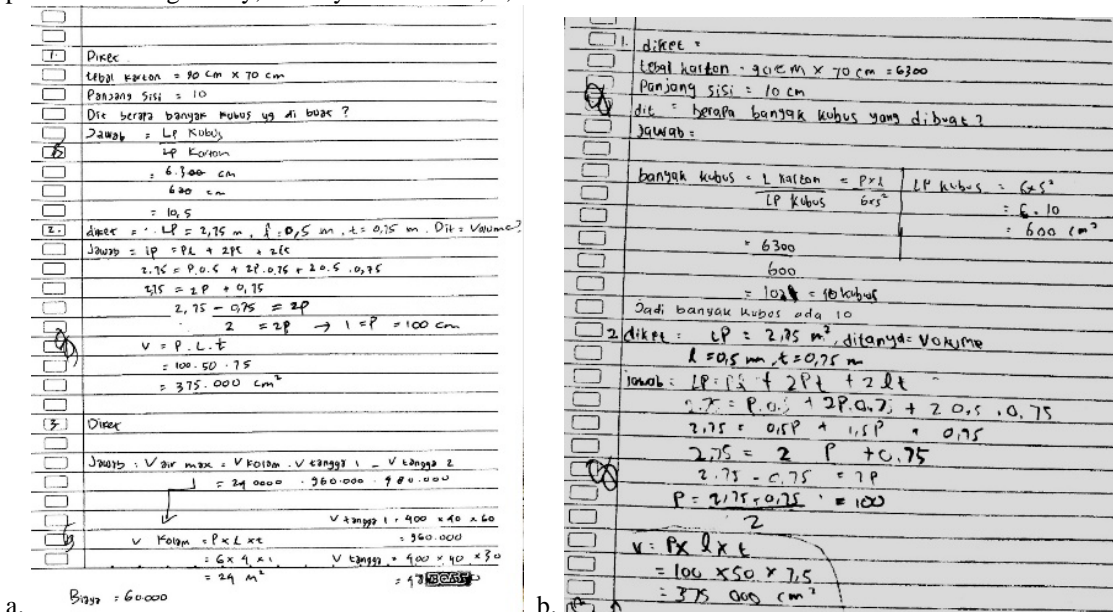 1. Diket
tebal karton = 90 cm x 70 cm
Panjang sisi = 10
Dit berapa banyak kubus yg di buat ?
Jawab = Lp kubus
Lp Karton
= 6.300 cm
600 cm
= 10,5
2. diket = LP = 2,75 m, l = 0,5 m, t = 0,75 m. Dit = Volume?
Jawab = lp = Pl + 2Pt + 2lt
2.75 = P.0.5 + 2P.0.75 + 2 0.5 .0,75
2,75 = 2P + 0,75
2,75 - 0,75 = 2P
2 = 2P → 1 = P = 100 cm
V = P.L.t
= 100.50.75
= 375.000 cm²
3. Diket
Jawab : V air max = V kolam - V tangga 1 - V tangga 2
= 24 0000 - 960.000 - 480.000
V tangga 1 = 400 x 40 x 60
= 960.000
V Kolam = P x l x t
= 6 x 4 x 1
= 24 m²
V tangga = 400 x 40 x 30
Biaya = 60.000
a.
1. diket =
tebal karton = 90 cm x 70 cm = 6300
Panjang sisi = 10 cm
dit = berapa banyak kubus yang dibuat ?
Jawab =
banyak kubus = L karton = P x l
LP kubus 6xs²
LP kubus = 6xs²
= 6.10
= 600 cm²
= 6300
600
= 10 kubus
Jadi banyak kubus ada 10
2 diket : LP = 2,75 m², ditanya = Volume
l = 0,5 m, t = 0,75 m
Jawab : LP = Pl + 2Pt + 2lt
2.75 = P.0.5 + 2P.0.75 + 2 0,5 .0.75
2,75 = 0,5P + 1,5P + 0,75
2,75 = 2 P + 0.75
2.75 - 0.75 = 2P
P = 2,75 - 0,75 = 100
2
V = P x l x t
= 100 x 50 x 7,5
= 375 000 cm³
b.